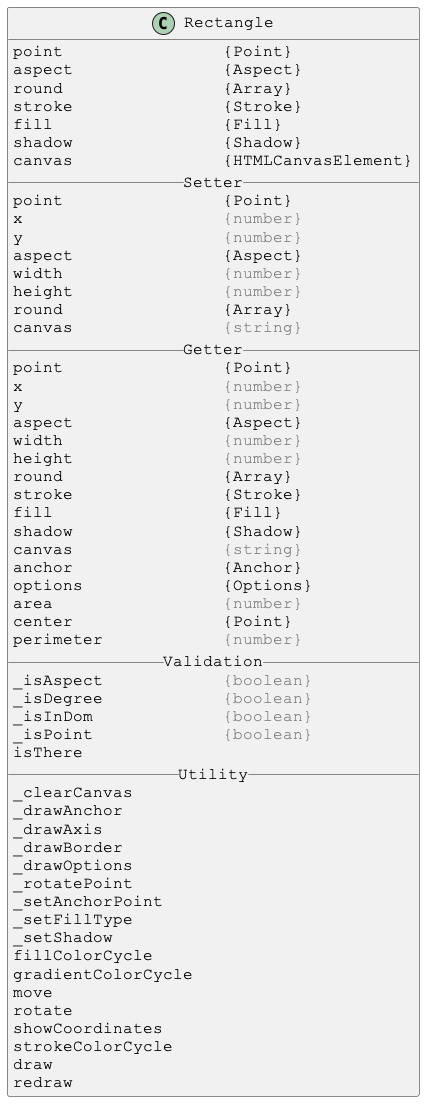 C Rectangle
point {Point}
aspect {Aspect}
round {Array}
stroke {Stroke}
fill {Fill}
shadow {Shadow}
canvas {HTMLCanvasElement}
Setter
point {Point}
x {number}
y {number}
aspect {Aspect}
width {number}
height {number}
round {Array}
canvas {string}
Getter
point {Point}
x {number}
y {number}
aspect {Aspect}
width {number}
height {number}
round {Array}
stroke {Stroke}
fill {Fill}
shadow {Shadow}
canvas {string}
anchor {Anchor}
options {Options}
area {number}
center {Point}
perimeter {number}
Validation
_isAspect {boolean}
_isDegree {boolean}
_isInDom {boolean}
_isPoint {boolean}
isThere
Utility
_clearCanvas
_drawAnchor
_drawAxis
_drawBorder
_drawOptions
_rotatePoint
_setAnchorPoint
_setFillType
_setShadow
fillColorCycle
gradientColorCycle
move
rotate
showCoordinates
strokeColorCycle
draw
redraw